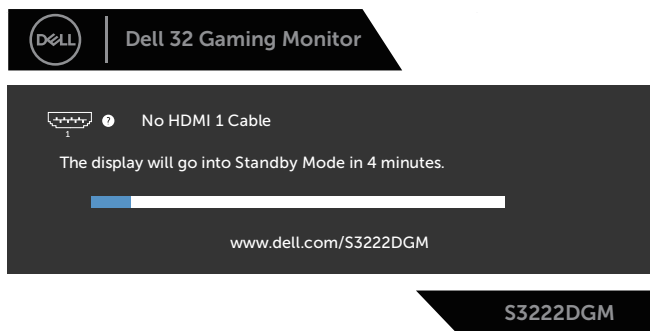 DELL
Dell 32 Gaming Monitor
? No HDMI 1 Cable
1
The display will go into Standby Mode in 4 minutes.
www.dell.com/S3222DGM
S3222DGM